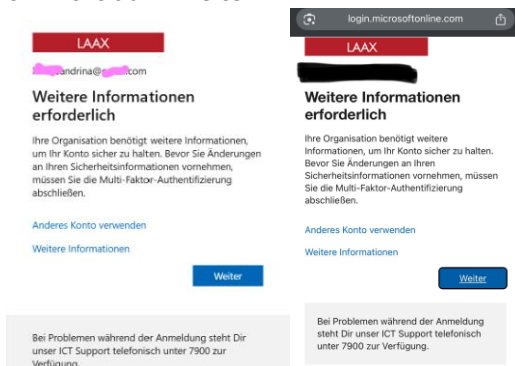 LAAX
andrina@
com
Weitere Informationen
erforderlich
Ihre Organisation benötigt weitere Informationen,
um Ihr Konto sicher zu halten. Bevor Sie Änderungen
an Ihren Sicherheitsinformationen vornehmen,
müssen Sie die Multi-Faktor-Authentifizierung
abschließen.
Anderes Konto verwenden
Weitere Informationen
Weiter
Bei Problemen während der Anmeldung steht Dir
unser ICT Support telefonisch unter 7900 zur
Verfügung.
login.microsoftonline.com
LAAX
Weitere Informationen
erforderlich
Ihre Organisation benötigt weitere
Informationen, um Ihr Konto sicher zu halten.
Bevor Sie Änderungen an Ihren
Sicherheitsinformationen vornehmen, müssen
Sie die Multi-Faktor-Authentifizierung
abschließen.
Anderes Konto verwenden
Weitere Informationen
Weiter
Bei Problemen während der Anmeldung
steht Dir unser ICT Support telefonisch
unter 7900 zur Verfügung.